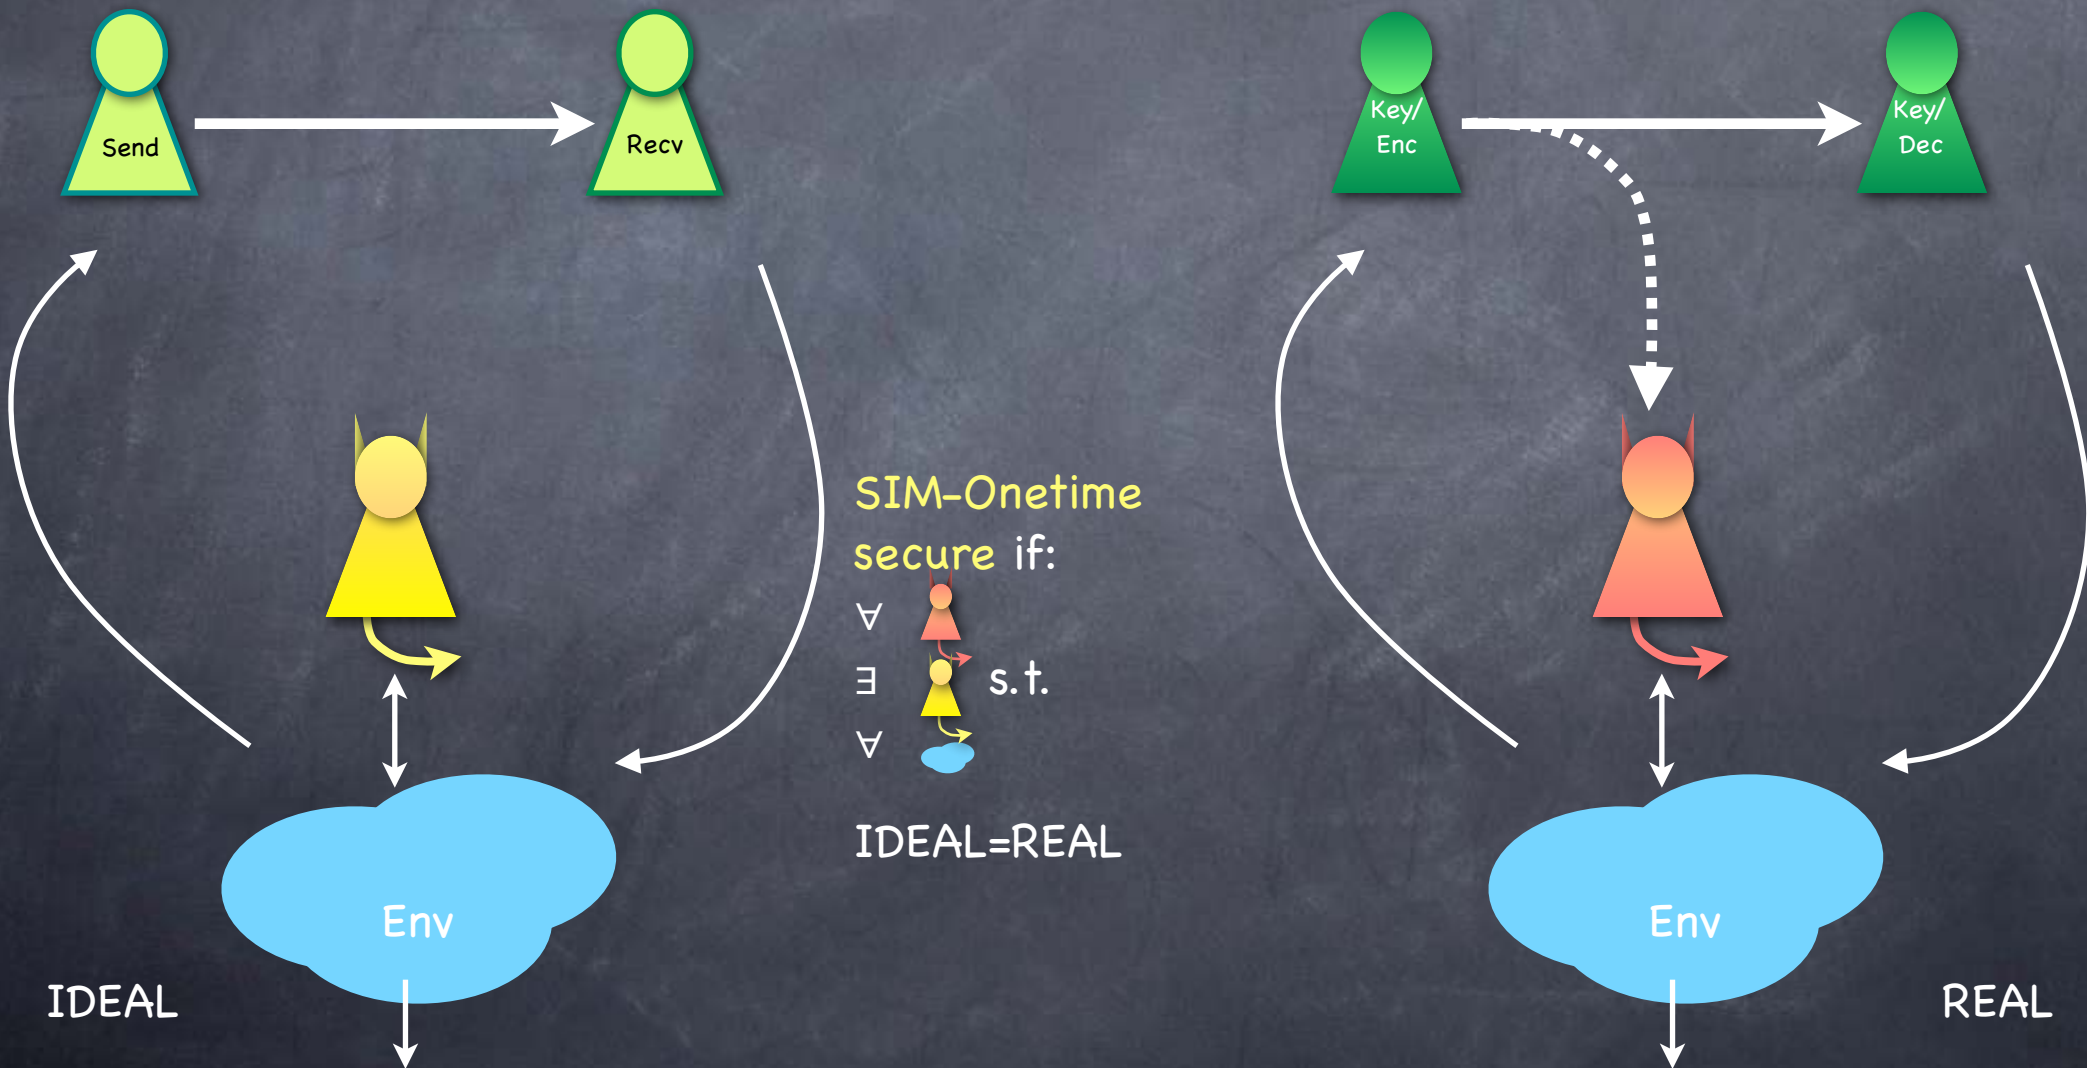 Send
Recv
Key/
Enc
Key/
Dec
SIM-Onetime
secure if:
∀
∃ s.t.
∀
IDEAL=REAL
Env
Env
IDEAL
REAL